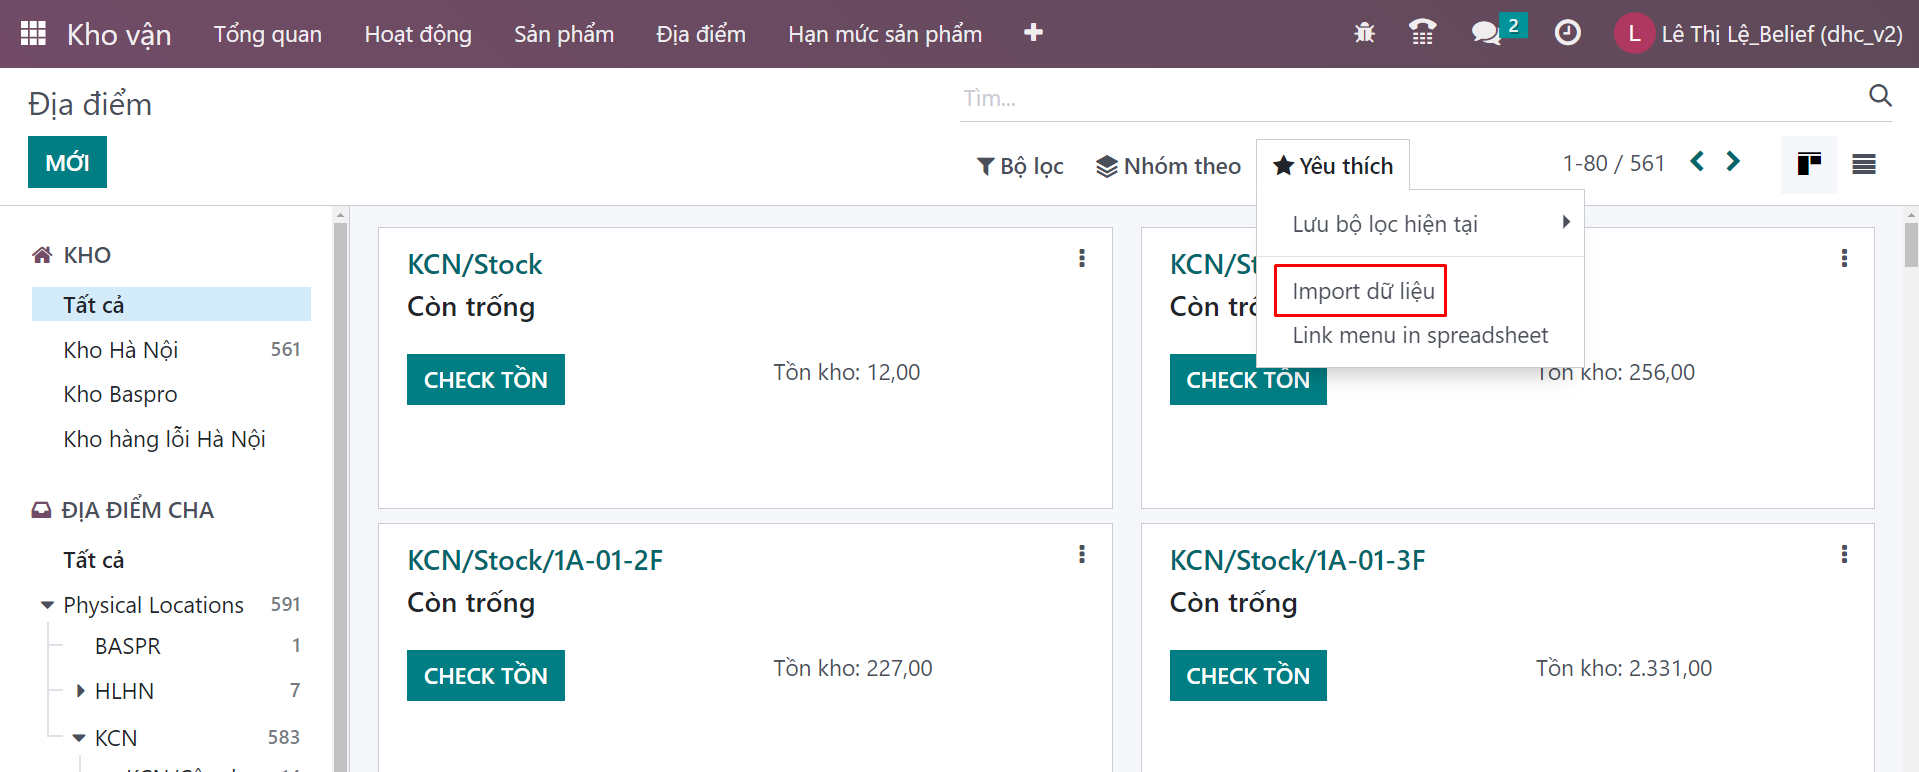 Kho vận Tổng quan Hoạt động Sản phẩm Địa điểm Hạn mức sản phẩm 2 L Lê Thị Lệ_Belief (dhc_v2)
Địa điểm
Tìm...
MỚI
Bộ lọc Nhóm theo Yêu thích 1-80 / 561
Lưu bộ lọc hiện tại
Import dữ liệu
Link menu in spreadsheet
KHO
Tất cả
Kho Hà Nội 561
Kho Baspro
Kho hàng lỗi Hà Nội
ĐỊA ĐIỂM CHA
Tất cả
Physical Locations 591
BASPR 1
HLHN 7
KCN 583
KCN/Stock
Còn trống
CHECK TỒN Tồn kho: 12,00
KCN/St
Còn trố
CHECK TỒN Tồn kho: 256,00
KCN/Stock/1A-01-2F
Còn trống
CHECK TỒN Tồn kho: 227,00
KCN/Stock/1A-01-3F
Còn trống
CHECK TỒN Tồn kho: 2.331,00